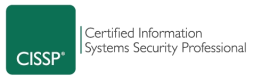 CISSP®
Certified Information
Systems Security Professional